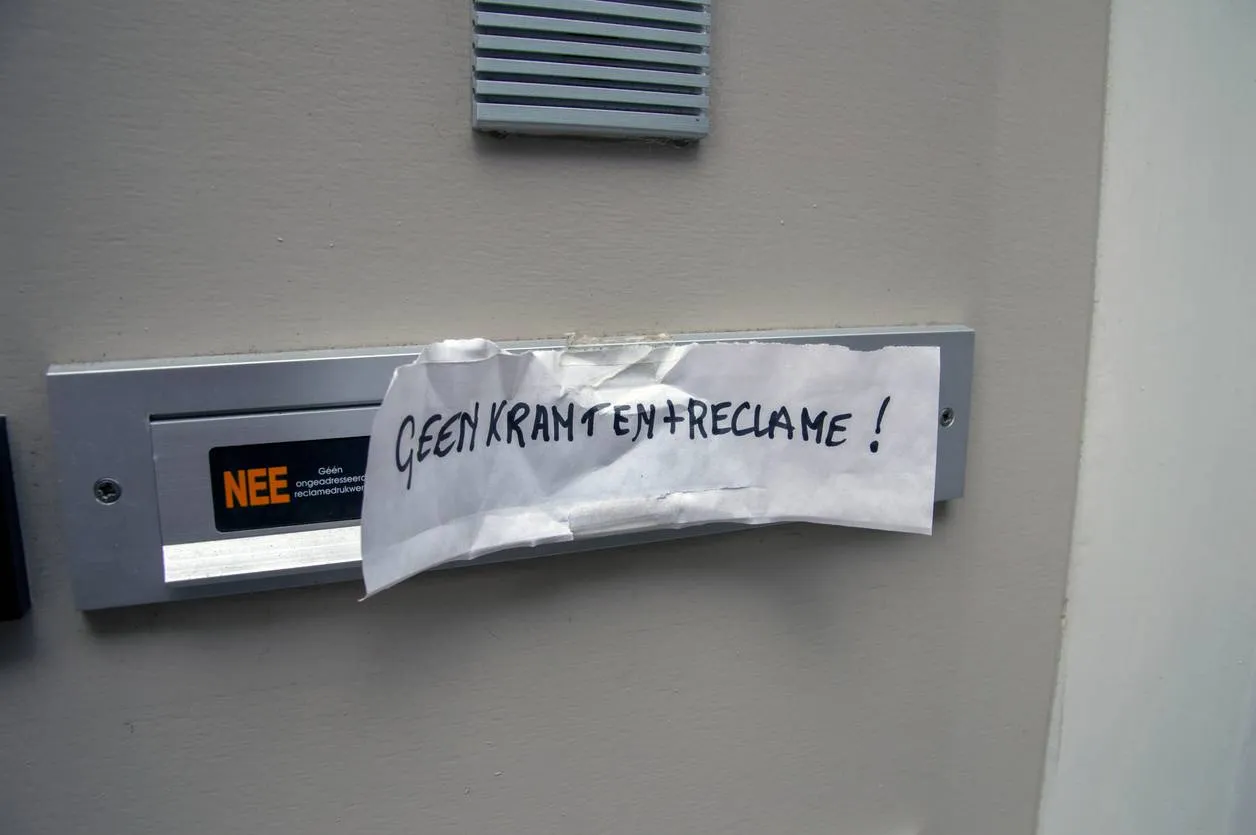 GEEN KRANTEN+RECLAME !
NEE
Géén
ongeadresseerd
reclamedrukwer